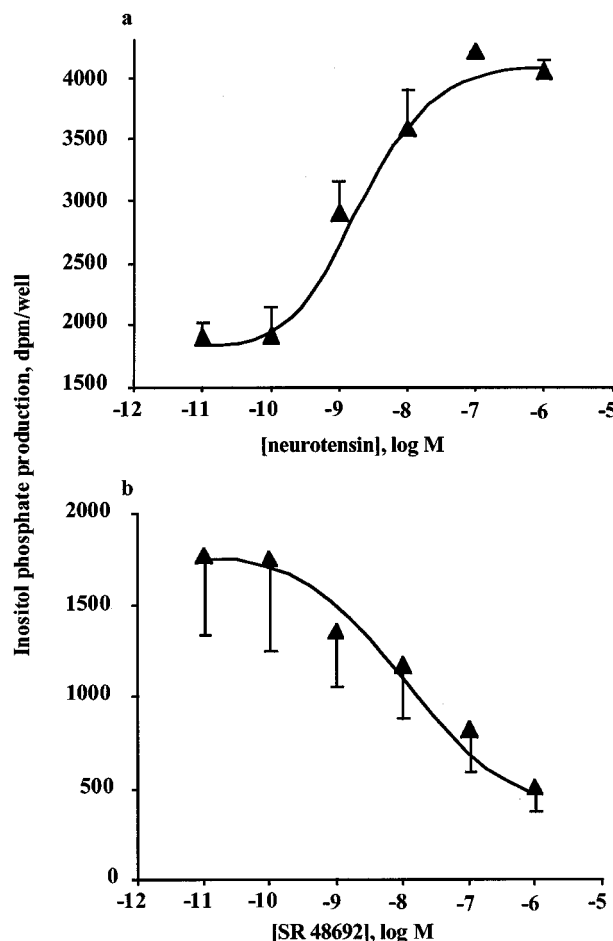 a
4000
3500
3000
2500
2000
1500
-12 -11 -10 -9 -8 -7 -6 -5
[neurotensin], log M
Inositol phosphate production, dpm/well
b
2000
1500
1000
500
0
-12 -11 -10 -9 -8 -7 -6 -5
[SR 48692], log M